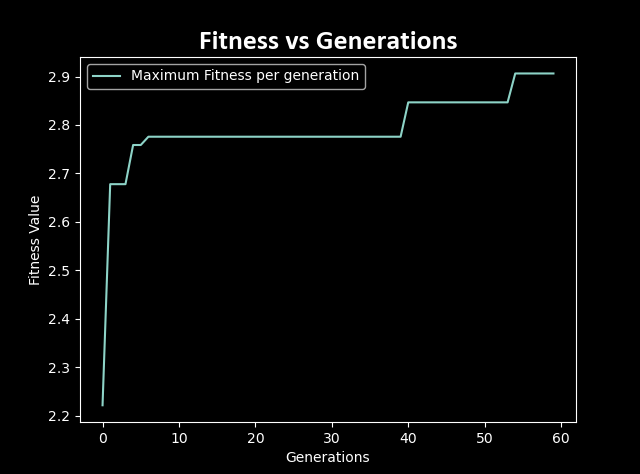 Fitness vs Generations
Maximum Fitness per generation
2.9
2.8
2.7
2.6
2.5
2.4
2.3
2.2
Fitness Value
0 10 20 30 40 50 60
Generations